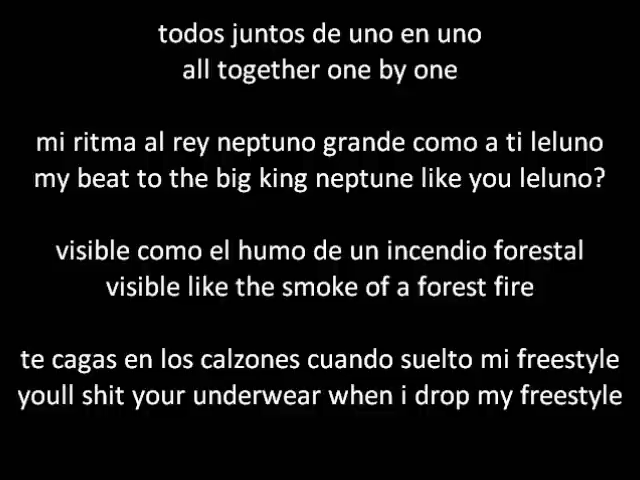 todos juntos de uno en uno
all together one by one
mi ritma al rey neptuno grande como a ti leluno
my beat to the big king neptune like you leluno?
visible como el humo de un incendio forestal
visible like the smoke of a forest fire
te cagas en los calzones cuando suelto mi freestyle
youll shit your underwear when i drop my freestyle